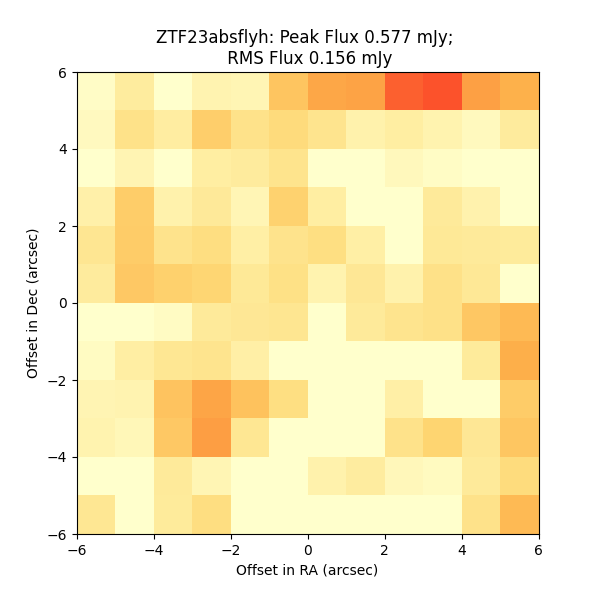 ZTF23absflyh: Peak Flux 0.577 mJy;
RMS Flux 0.156 mJy
6
4
2
0
−2
−4
−6
Offset in Dec (arcsec)
−6 −4 −2 0 2 4 6
Offset in RA (arcsec)